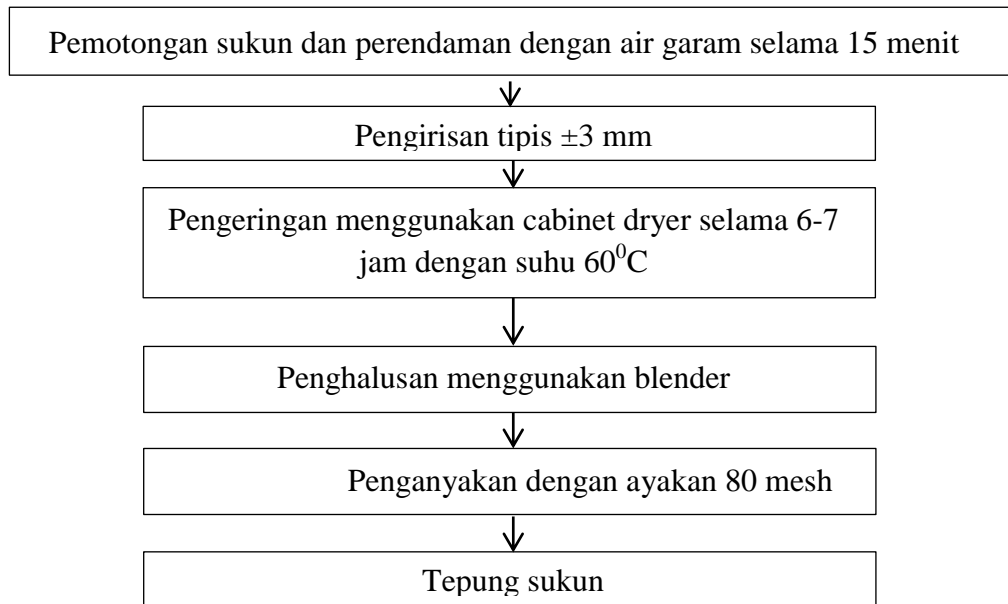 Pemotongan sukun dan perendaman dengan air garam selama 15 menit
Pengirisan tipis ±3 mm
Pengeringan menggunakan cabinet dryer selama 6-7
jam dengan suhu 60⁰C
Penghalusan menggunakan blender
Penganyakan dengan ayakan 80 mesh
Tepung sukun